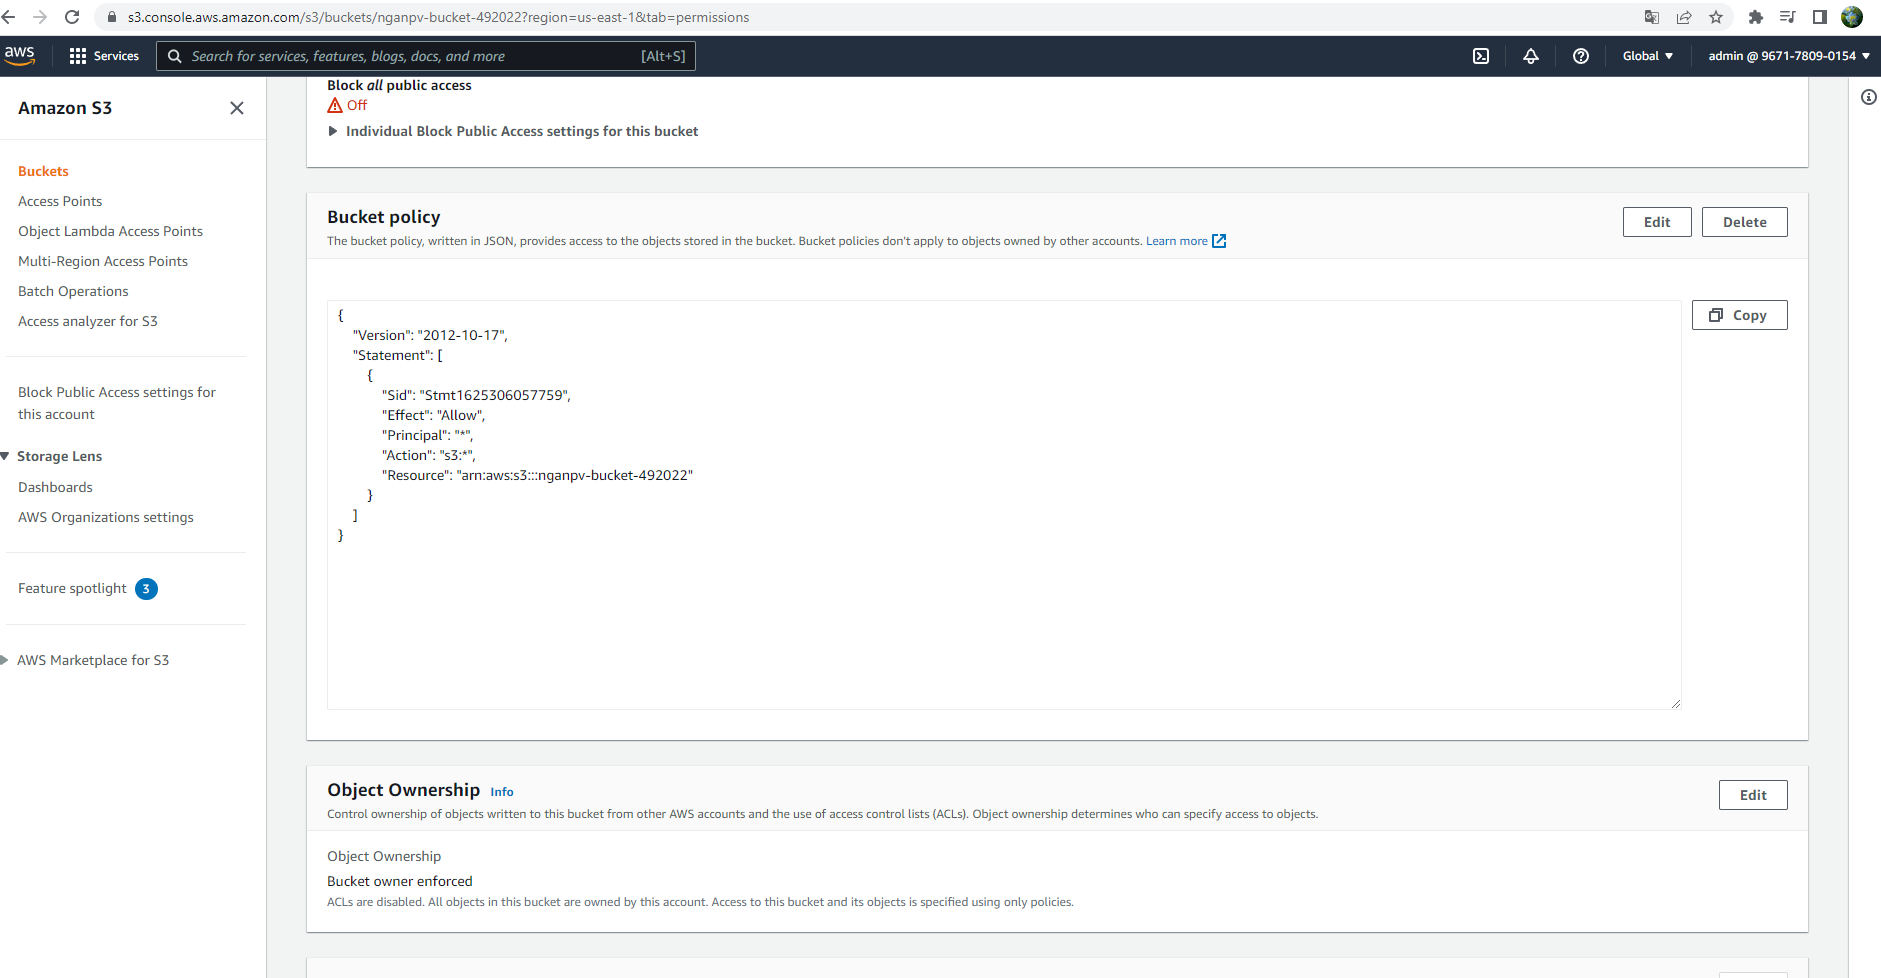 s3.console.aws.amazon.com/s3/buckets/nganpv-bucket-492022?region=us-east-1&tab=permissions
aws
Services
Search for services, features, blogs, docs, and more
[Alt+S]
Global
admin @ 9671-7809-0154
Amazon S3
Buckets
Access Points
Object Lambda Access Points
Multi-Region Access Points
Batch Operations
Access analyzer for S3
Block Public Access settings for
this account
Storage Lens
Dashboards
AWS Organizations settings
Feature spotlight 3
AWS Marketplace for S3
Block all public access
Off
Individual Block Public Access settings for this bucket
Bucket policy
The bucket policy, written in JSON, provides access to the objects stored in the bucket. Bucket policies don't apply to objects owned by other accounts. Learn more
Edit
Delete
{
"Version": "2012-10-17",
"Statement": [
{
"Sid": "Stmt1625306057759",
"Effect": "Allow",
"Principal": "*",
"Action": "s3:*",
"Resource": "arn:aws:s3:::nganpv-bucket-492022"
}
]
}
Copy
Object Ownership Info
Control ownership of objects written to this bucket from other AWS accounts and the use of access control lists (ACLs). Object ownership determines who can specify access to objects.
Edit
Object Ownership
Bucket owner enforced
ACLs are disabled. All objects in this bucket are owned by this account. Access to this bucket and its objects is specified using only policies.